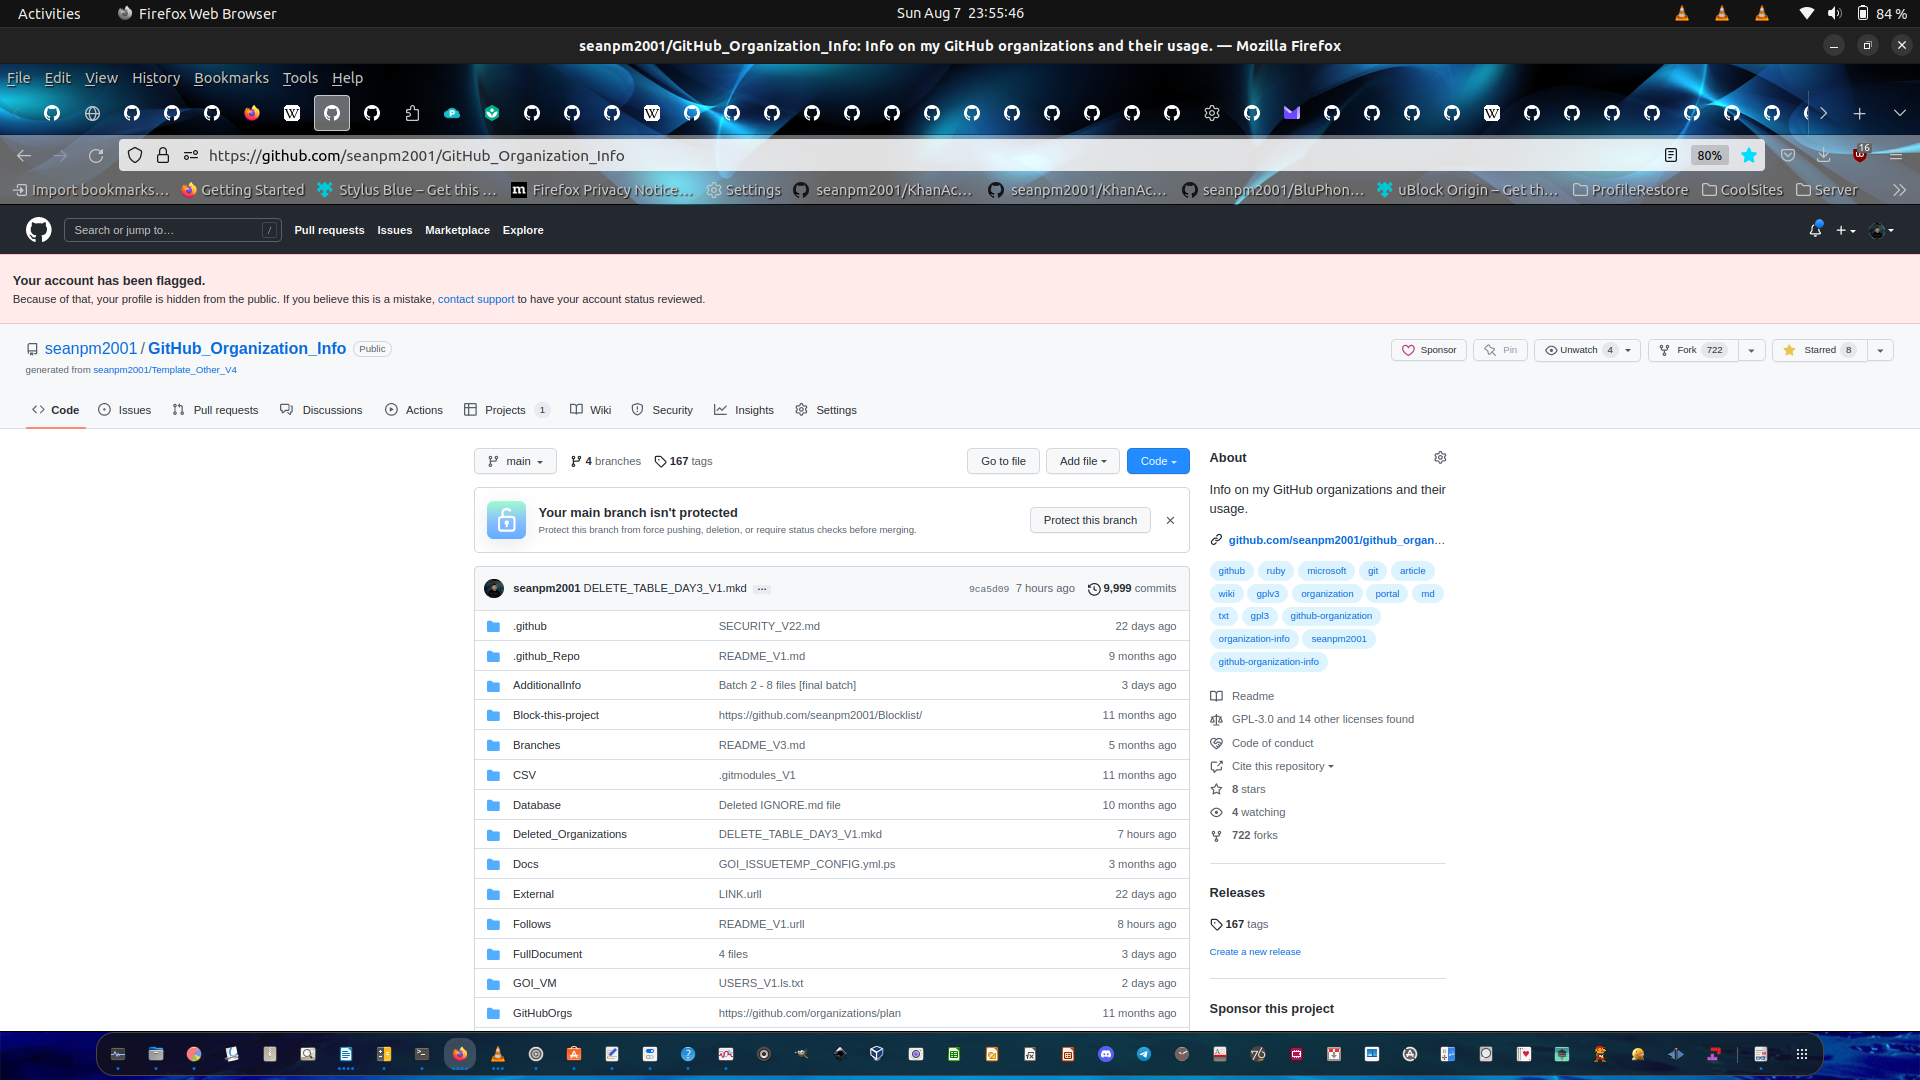 Activities
Firefox Web Browser
Sun Aug 7 23:55:46
84 %
seanpm2001/GitHub_Organization_Info: Info on my GitHub organizations and their usage. — Mozilla Firefox
File Edit View History Bookmarks Tools Help
https://github.com/seanpm2001/GitHub_Organization_Info
80%
16
Import bookmarks… Getting Started Stylus Blue – Get this … Firefox Privacy Notice… Settings seanpm2001/KhanAc… seanpm2001/KhanAc… seanpm2001/BluPhon… uBlock Origin – Get th… ProfileRestore CoolSites Server
Search or jump to… / Pull requests Issues Marketplace Explore
Your account has been flagged.
Because of that, your profile is hidden from the public. If you believe this is a mistake, contact support to have your account status reviewed.
seanpm2001 / GitHub_Organization_Info Public
Sponsor Pin Unwatch 4 Fork 722 Starred 8
generated from seanpm2001/Template_Other_V4
Code Issues Pull requests Discussions Actions Projects 1 Wiki Security Insights Settings
main 4 branches 167 tags Go to file Add file Code
Your main branch isn't protected
Protect this branch from force pushing, deletion, or require status checks before merging.
Protect this branch
seanpm2001 DELETE_TABLE_DAY3_V1.mkd … 9ca5d09 7 hours ago 9,999 commits
.github SECURITY_V22.md 22 days ago
.github_Repo README_V1.md 9 months ago
AdditionalInfo Batch 2 - 8 files [final batch] 3 days ago
Block-this-project https://github.com/seanpm2001/Blocklist/ 11 months ago
Branches README_V3.md 5 months ago
CSV .gitmodules_V1 11 months ago
Database Deleted IGNORE.md file 10 months ago
Deleted_Organizations DELETE_TABLE_DAY3_V1.mkd 7 hours ago
Docs GOI_ISSUETEMP_CONFIG.yml.ps 3 months ago
External LINK.urll 22 days ago
Follows README_V1.urll 8 hours ago
FullDocument 4 files 3 days ago
GOI_VM USERS_V1.ls.txt 2 days ago
GitHubOrgs https://github.com/organizations/plan 11 months ago
About
Info on my GitHub organizations and their
usage.
github.com/seanpm2001/github_organ…
github ruby microsoft git article
wiki gplv3 organization portal md
txt gpl3 github-organization
organization-info seanpm2001
github-organization-info
Readme
GPL-3.0 and 14 other licenses found
Code of conduct
Cite this repository
8 stars
4 watching
722 forks
Releases
167 tags
Create a new release
Sponsor this project